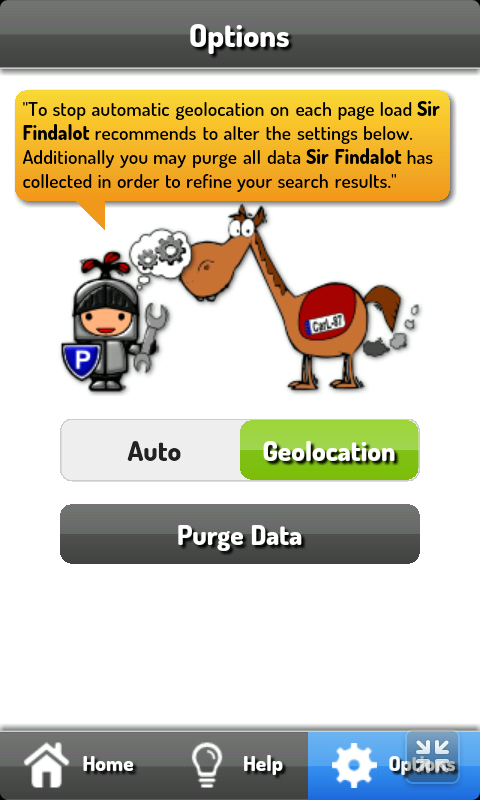 Options
"To stop automatic geolocation on each page load Sir
Findalot recommends to alter the settings below.
Additionally you may purge all data Sir Findalot has
collected in order to refine your search results."
CarL-87
P
Auto
Geolocation
Purge Data
Home
Help
Options